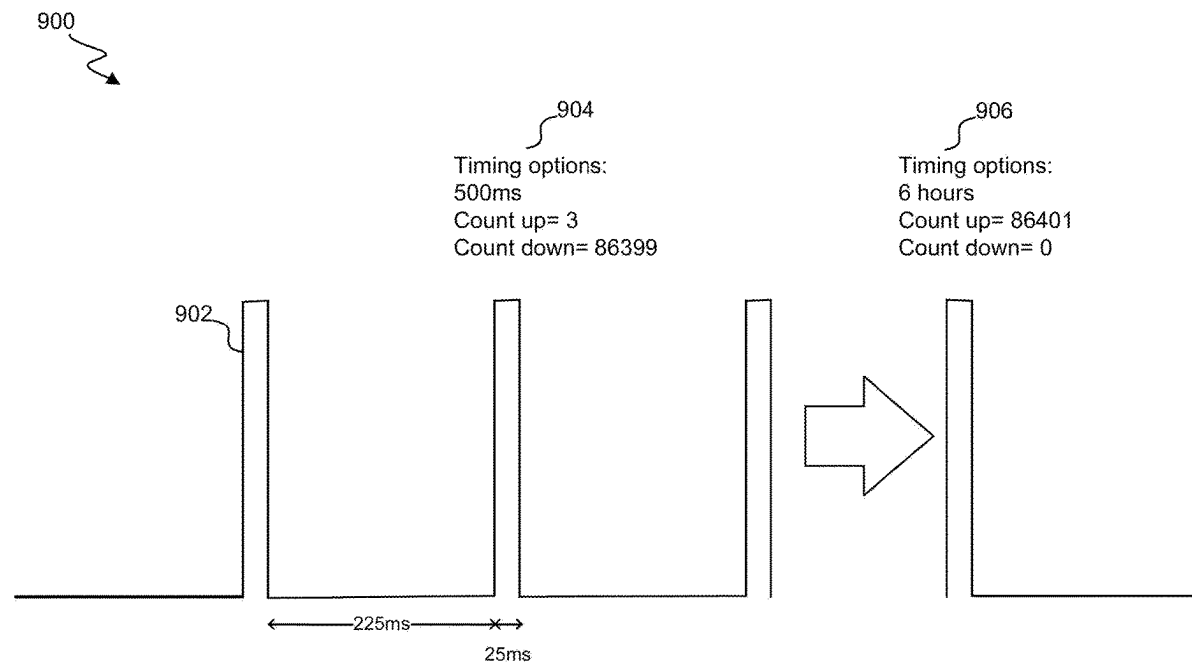 900
904
Timing options:
500ms
Count up= 3
Count down= 86399
906
Timing options:
6 hours
Count up= 86401
Count down= 0
902
225ms
25ms